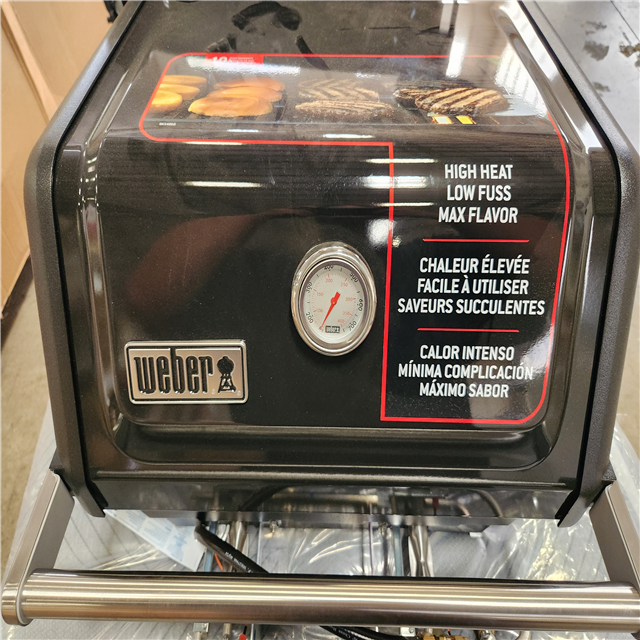 HIGH HEAT
LOW FUSS
MAX FLAVOR
CHALEUR ÉLEVÉE
FACILE À UTILISER
SAVEURS SUCCULENTES
CALOR INTENSO
MÍNIMA COMPLICACIÓN
MÁXIMO SABOR
weber